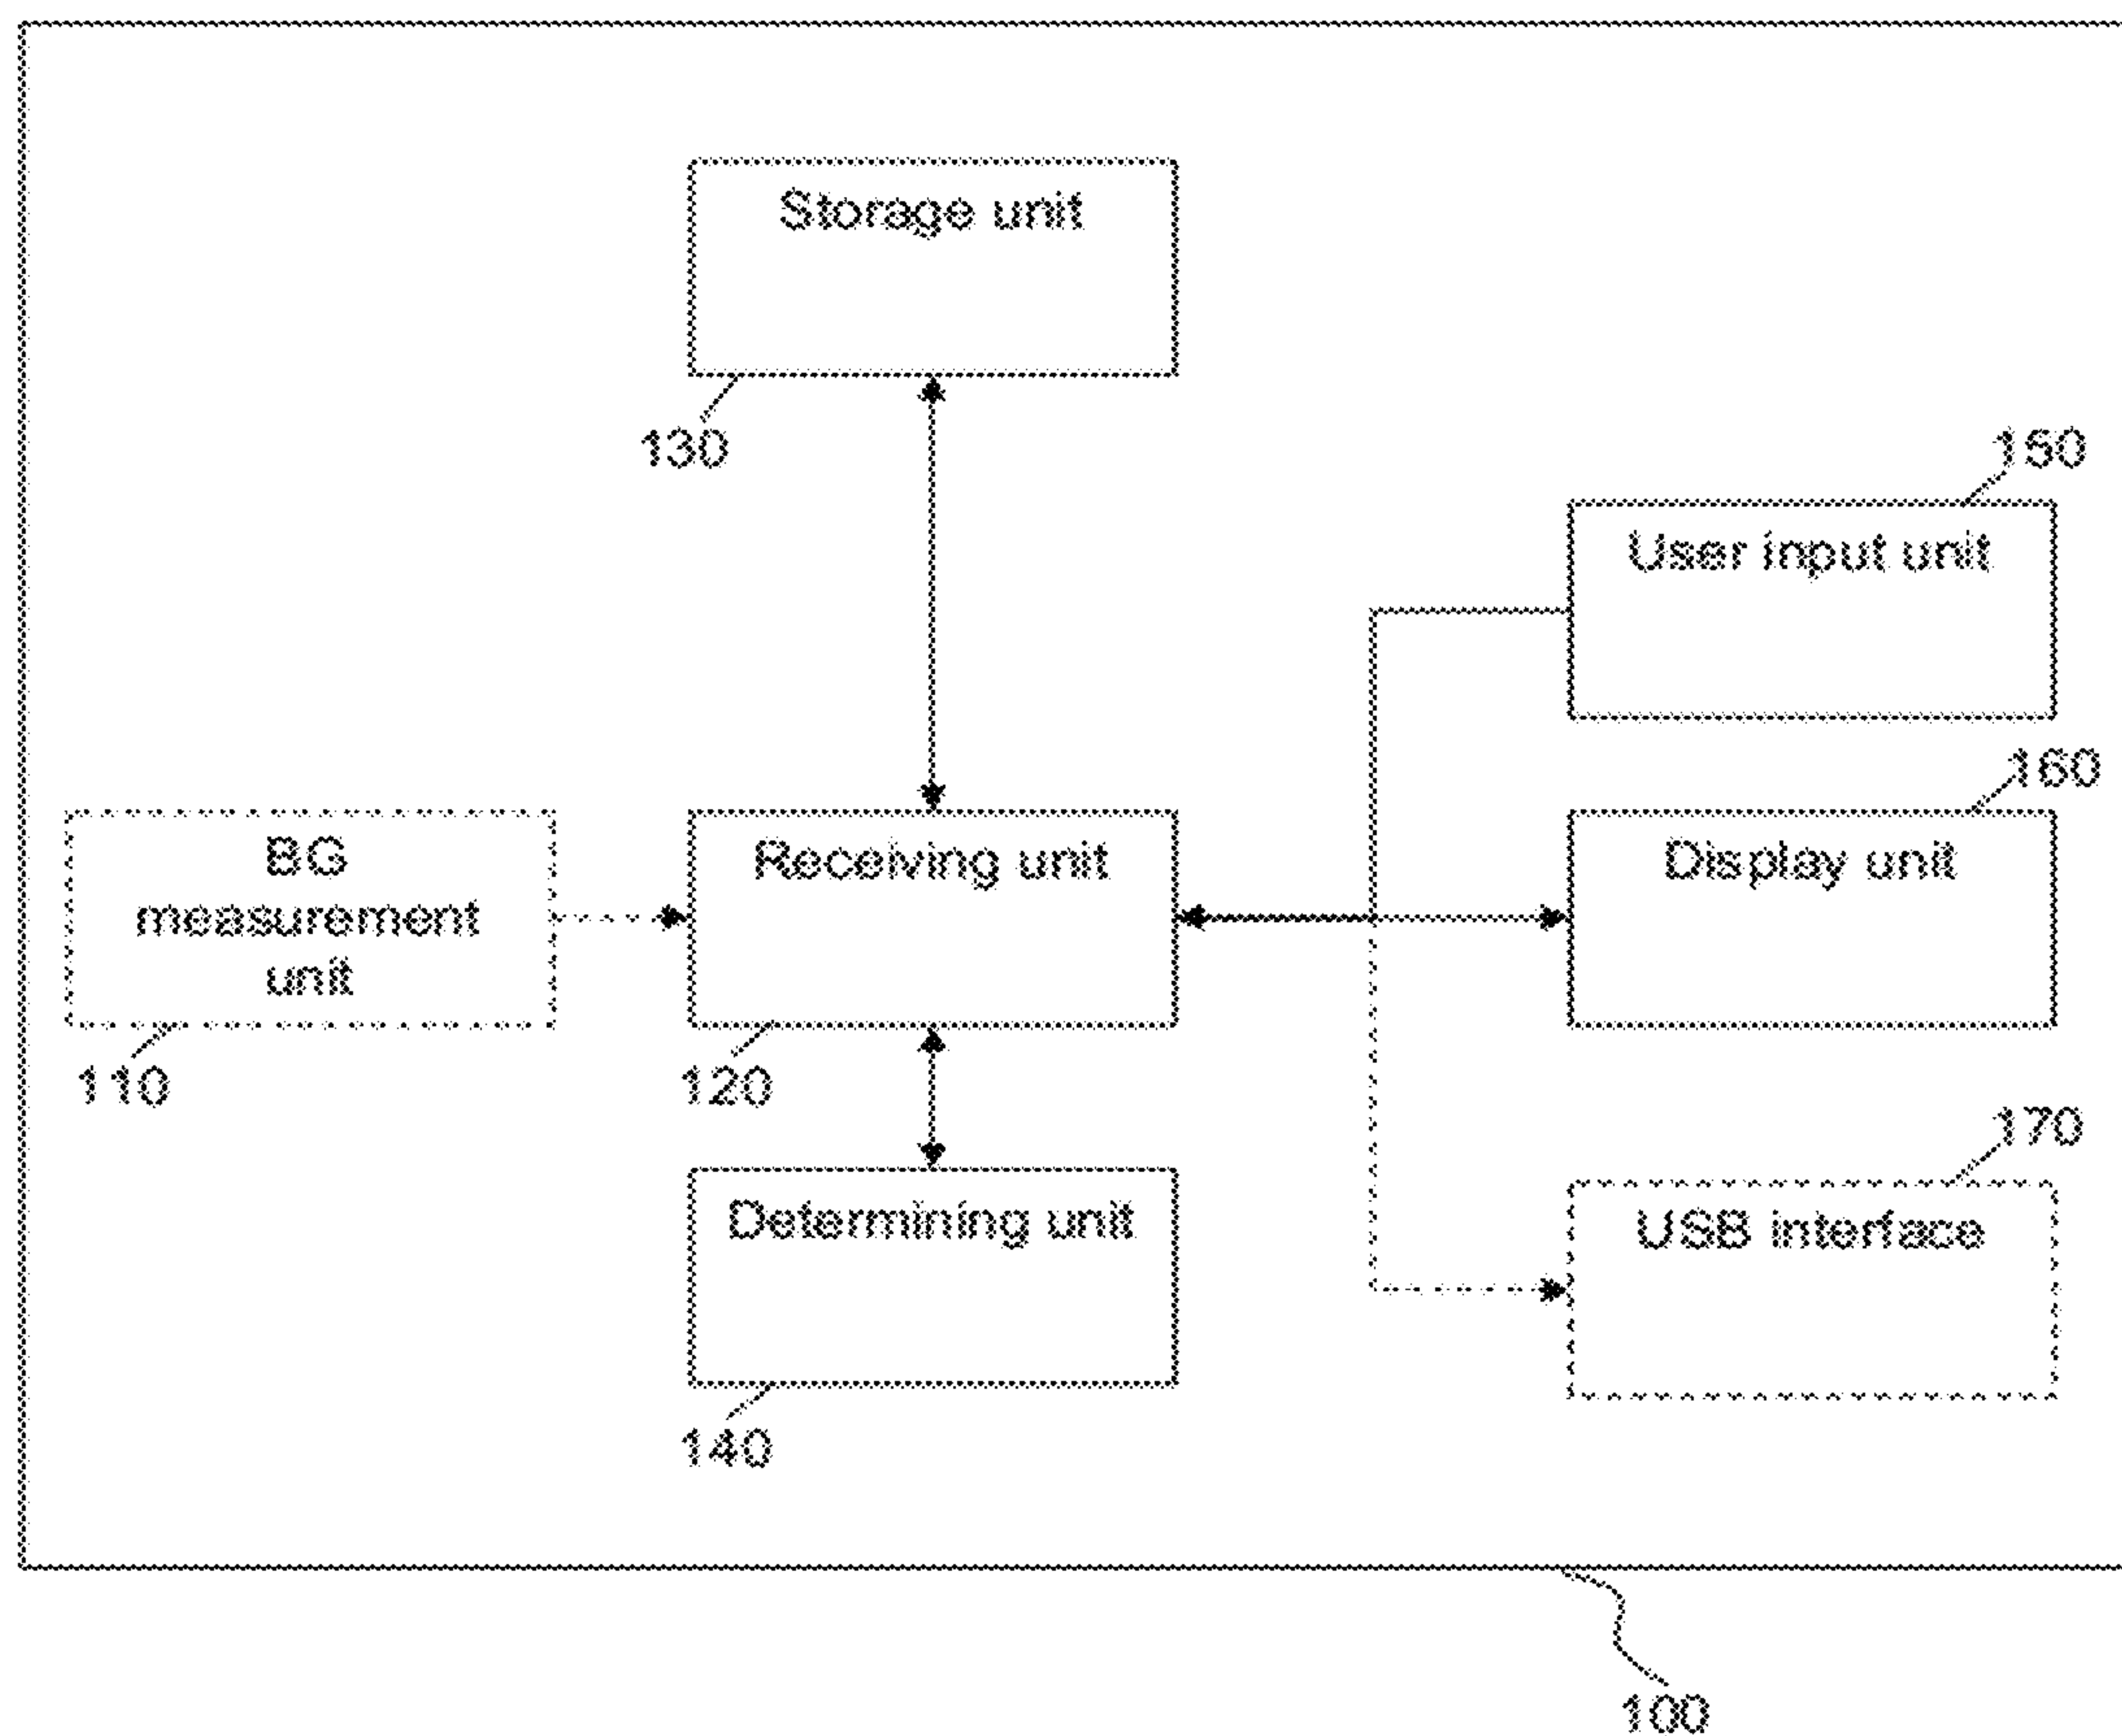 Storage unit
130
150
User input unit
160
BG
measurement
unit
Receiving unit
Display unit
110
120
170
Determining unit
USB interface
140
100